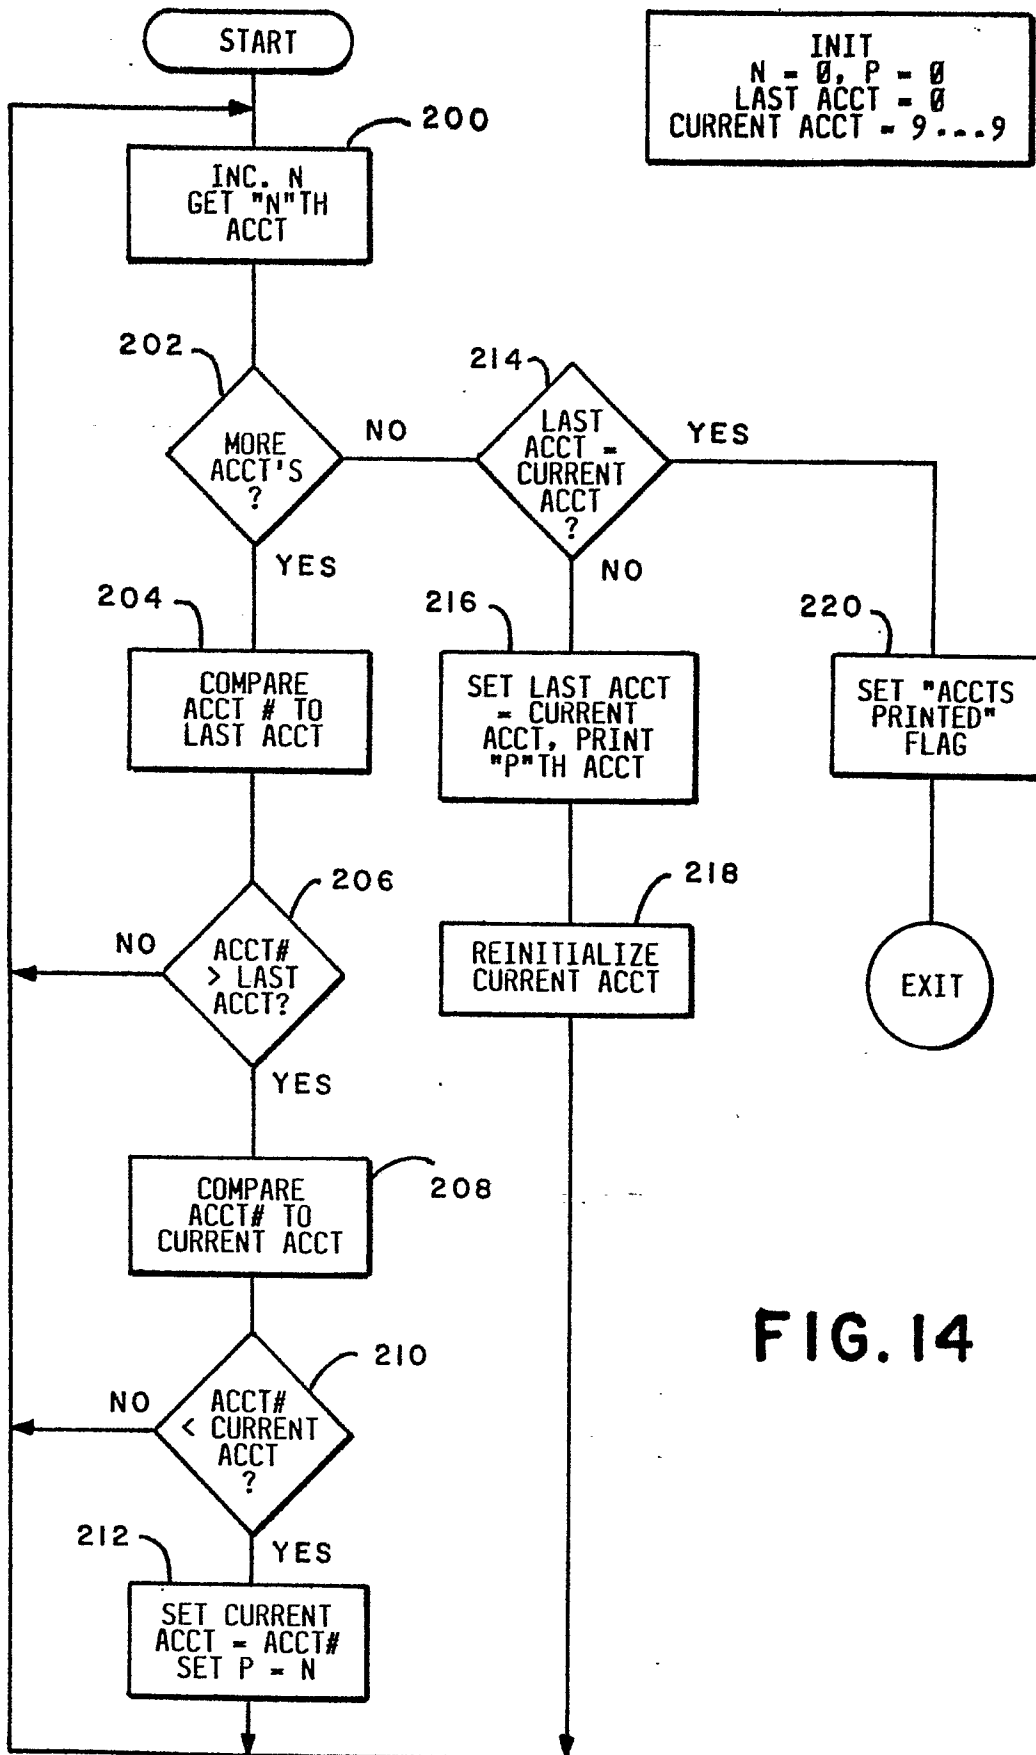 START
INIT
N = Ø, P = Ø
LAST ACCT = Ø
CURRENT ACCT = 9...9
200
INC. N
GET "N"TH
ACCT
202
MORE
ACCT'S
?
NO
YES
214
LAST
ACCT =
CURRENT
ACCT
?
YES
NO
204
COMPARE
ACCT # TO
LAST ACCT
216
SET LAST ACCT
= CURRENT
ACCT, PRINT
"P"TH ACCT
220
SET "ACCTS
PRINTED"
FLAG
206
ACCT#
> LAST
ACCT?
NO
YES
218
REINITIALIZE
CURRENT ACCT
EXIT
208
COMPARE
ACCT# TO
CURRENT ACCT
210
ACCT#
< CURRENT
ACCT
?
NO
YES
212
SET CURRENT
ACCT = ACCT#
SET P = N
FIG. 14